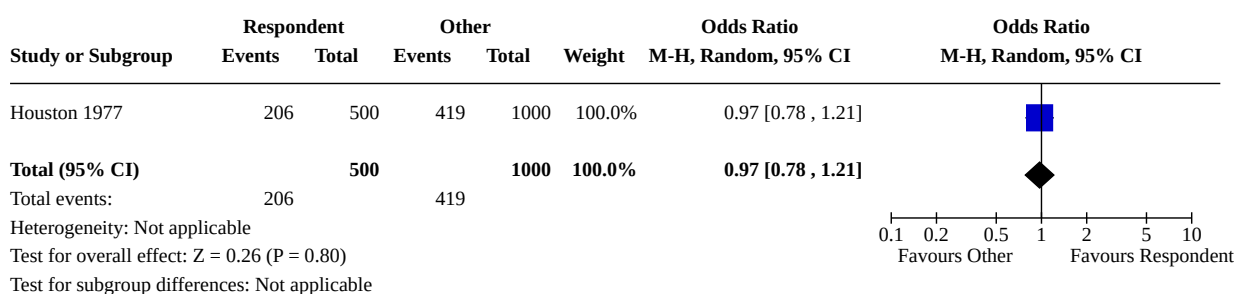 Respondent Other Odds Ratio Odds Ratio
Study or Subgroup Events Total Events Total Weight M-H, Random, 95% CI M-H, Random, 95% CI
Houston 1977 206 500 419 1000 100.0% 0.97 [0.78 , 1.21]
Total (95% CI) 500 1000 100.0% 0.97 [0.78 , 1.21]
Total events: 206 419
Heterogeneity: Not applicable
0.1 0.2 0.5 1 2 5 10
Test for overall effect: Z = 0.26 (P = 0.80) Favours Other Favours Respondent
Test for subgroup differences: Not applicable